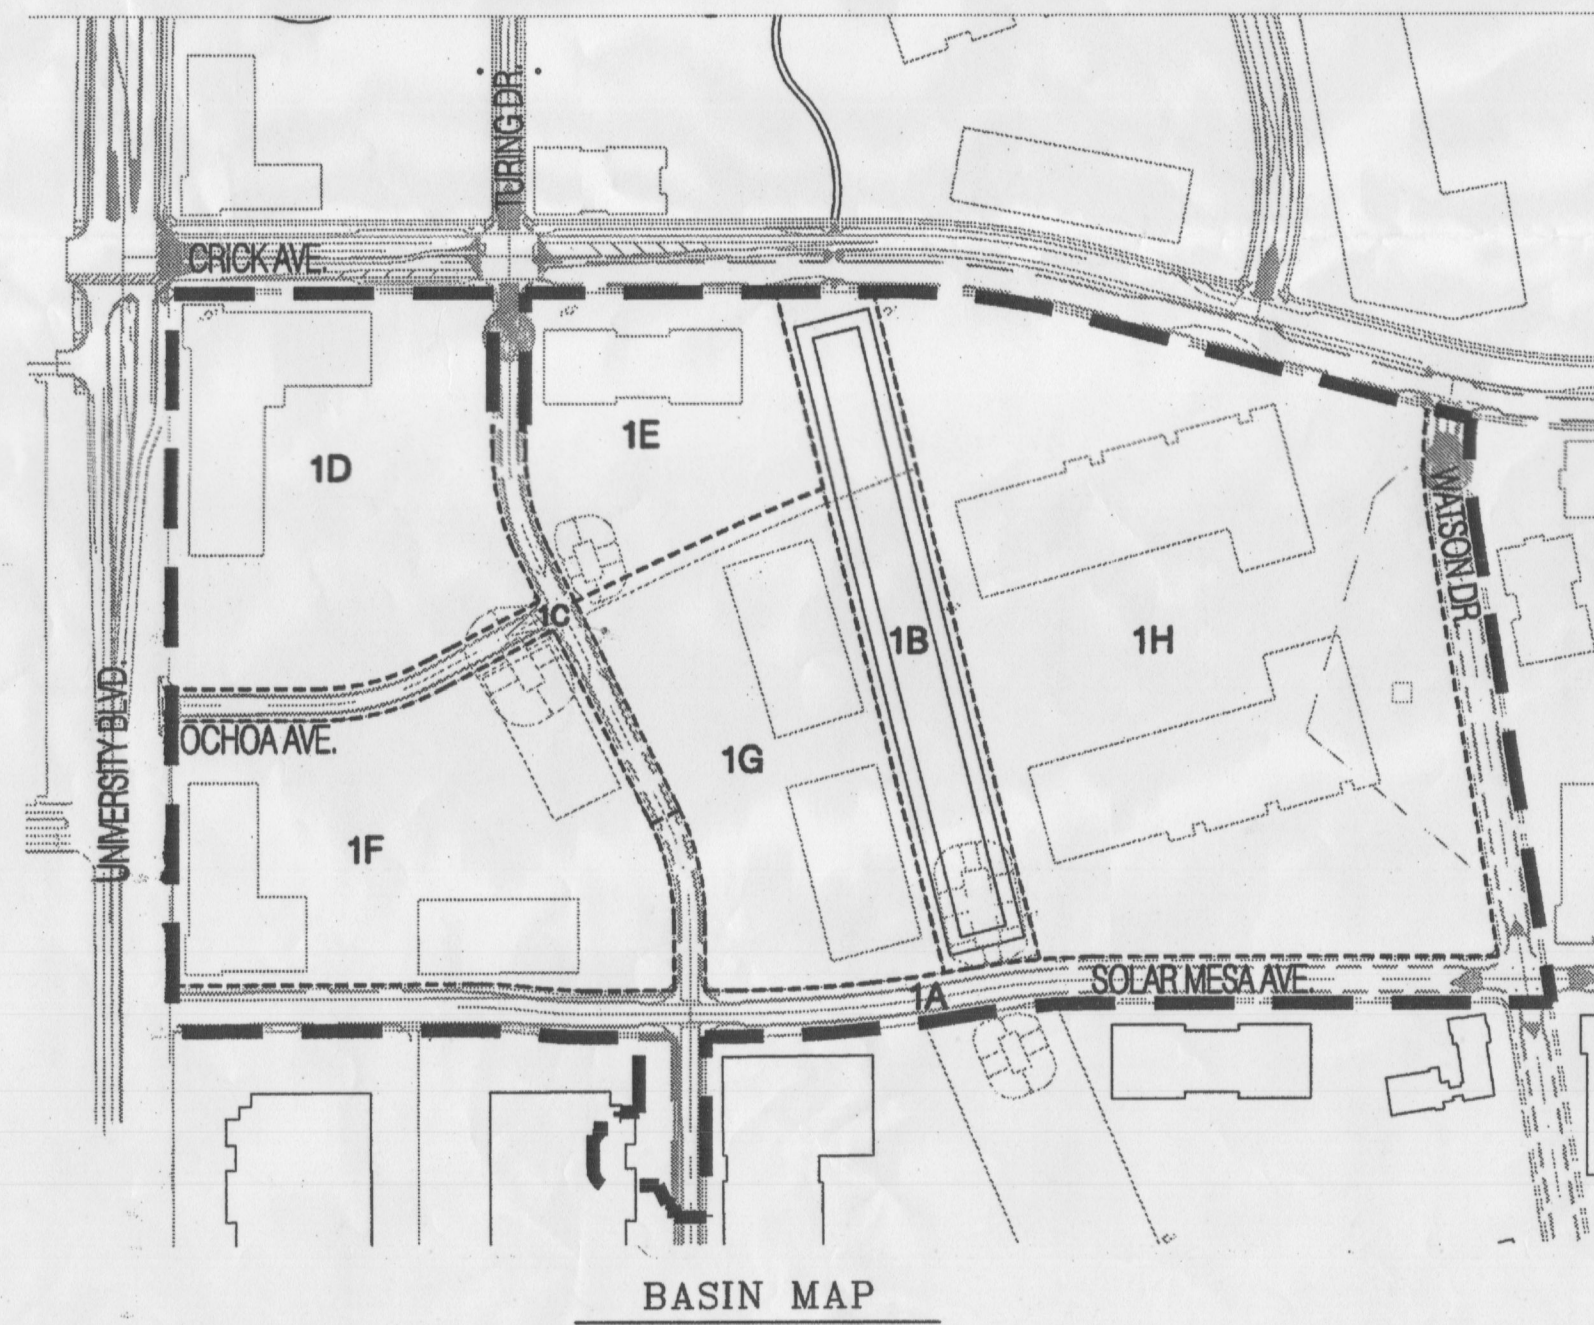 TURING DR.
CRICK AVE.
1E
1D
WATSON DR.
1C
1B
1H
UNIVERSITY BLVD.
OCHOA AVE.
1G
1F
SOLAR MESA AVE.
1A
BASIN MAP